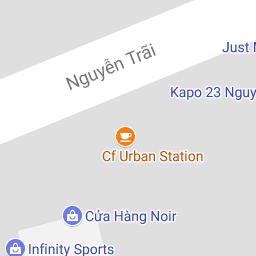 Nguyễn Trãi
Just
Kapo 23 Nguy
Cf Urban Station
Cửa Hàng Noir
Infinity Sports